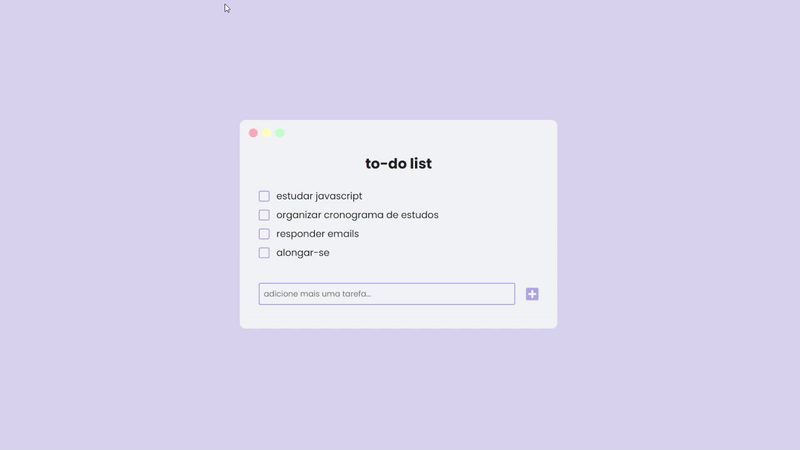 to-do list
estudar javascript
organizar cronograma de estudos
responder emails
alongar-se
adicione mais uma tarefa...